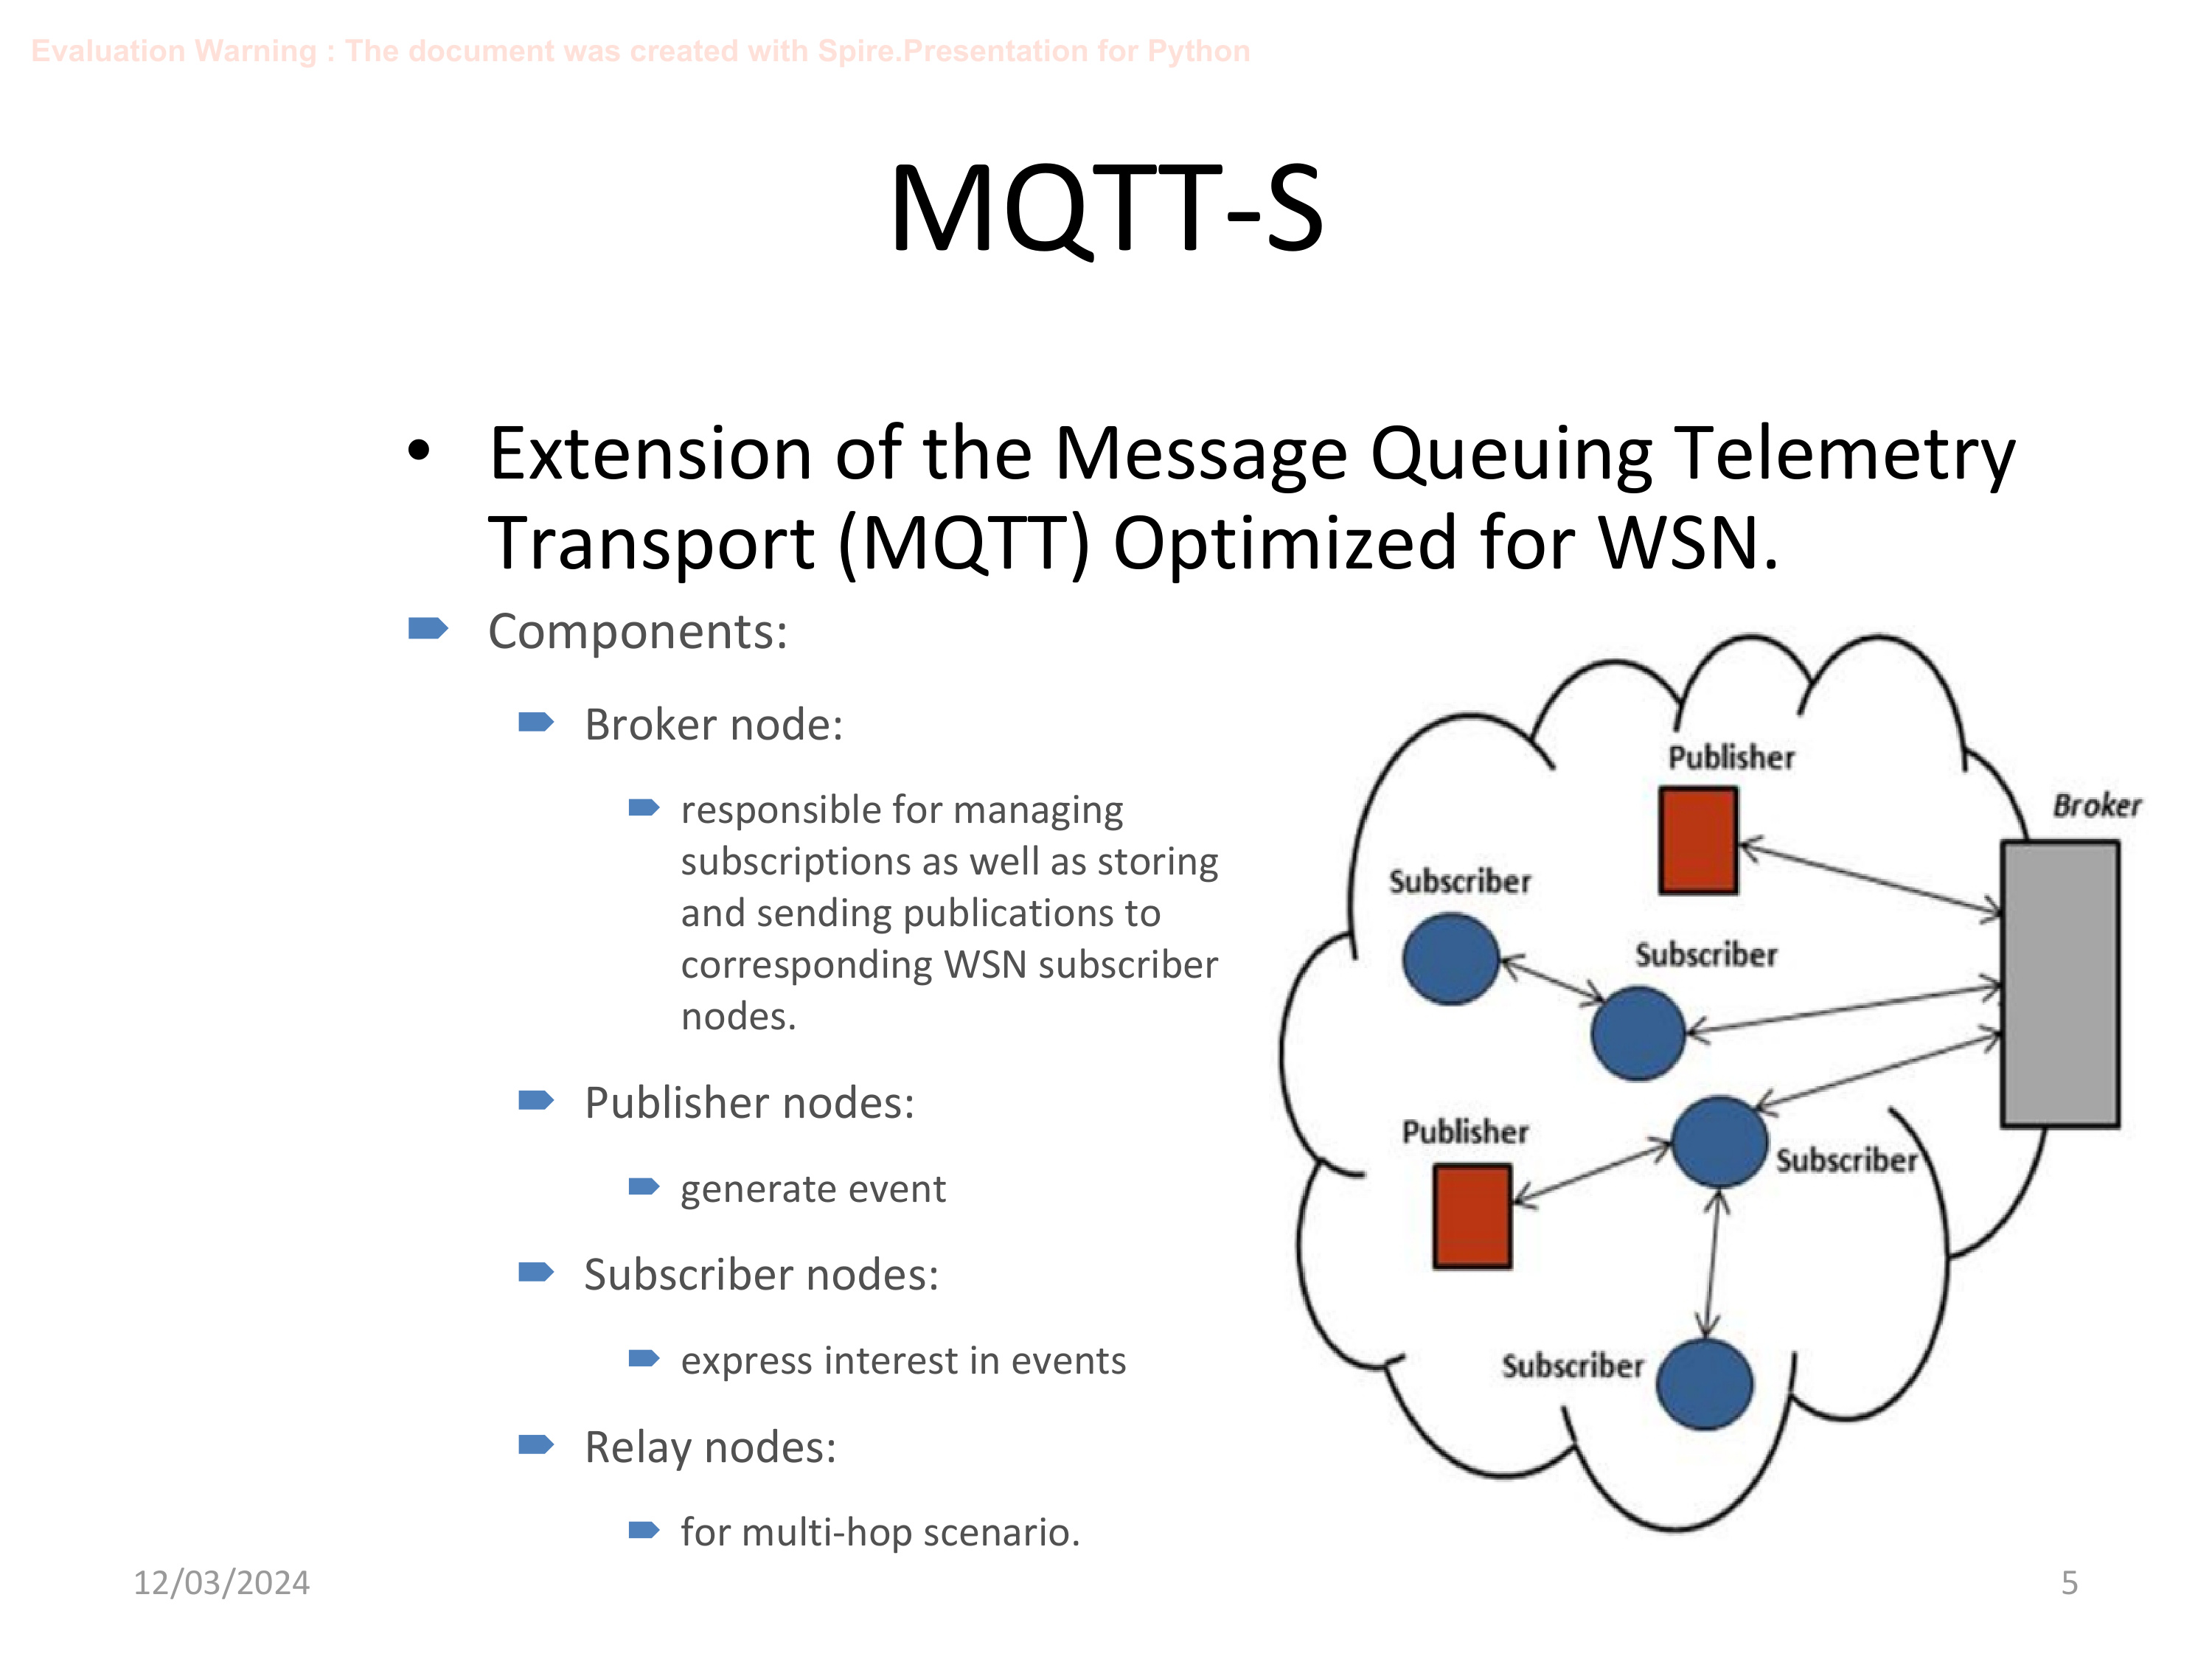 Evaluation Warning : The document was created with Spire.Presentation for Python
MQTT-S
• Extension of the Message Queuing Telemetry
Transport (MQTT) Optimized for WSN.
Components:
Broker node:
responsible for managing
subscriptions as well as storing
and sending publications to
corresponding WSN subscriber
nodes.
Publisher nodes:
generate event
Subscriber nodes:
express interest in events
Relay nodes:
for multi-hop scenario.
Publisher
Broker
Subscriber
Subscriber
Publisher
Subscriber
Subscriber
12/03/2024
5